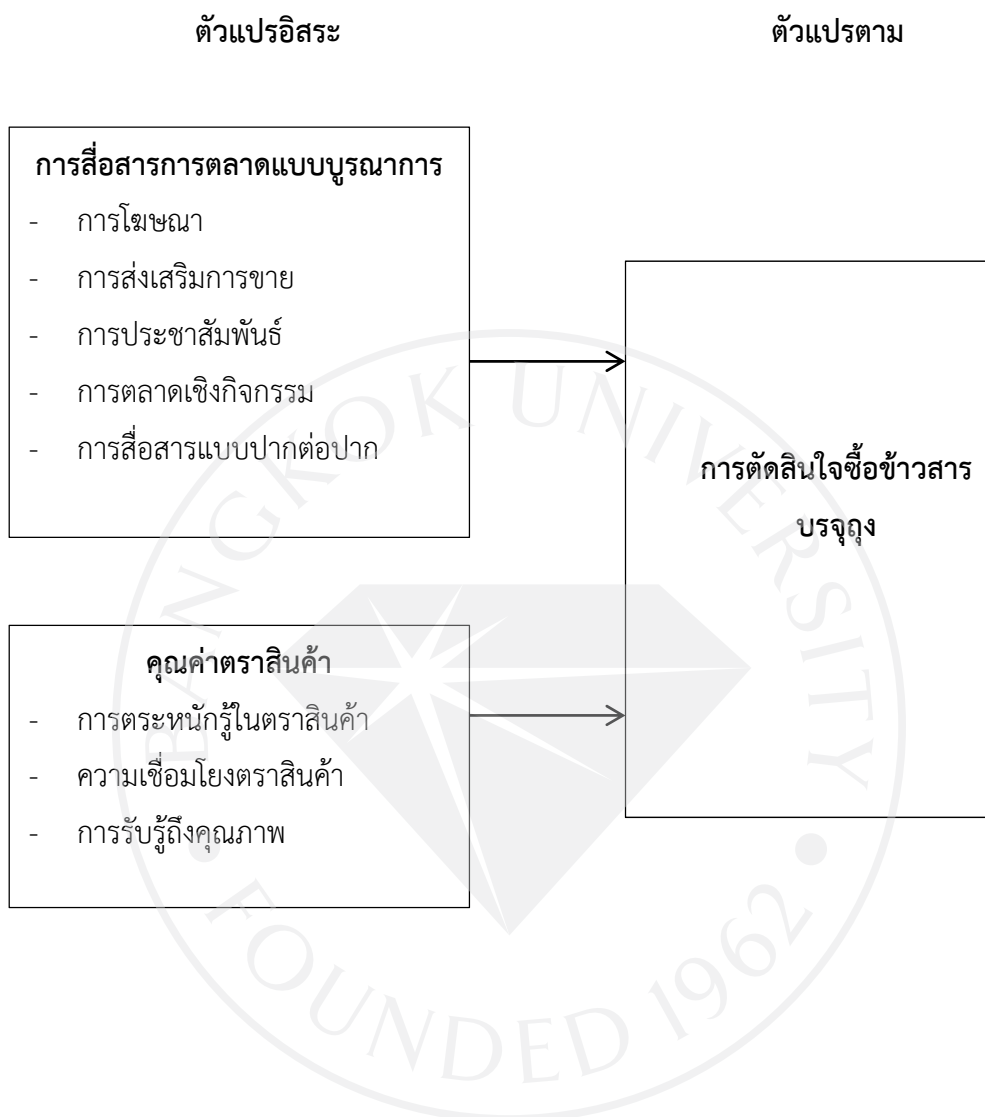 ตัวแปรอิสระ
ตัวแปรตาม
การสื่อสารการตลาดแบบบูรณาการ
- การโฆษณา
- การส่งเสริมการขาย
- การประชาสัมพันธ์
- การตลาดเชิงกิจกรรม
- การสื่อสารแบบปากต่อปาก
การตัดสินใจซื้อข้าวสาร
บรจุถุง
คุณค่าตราสินค้า
- การตระหนักรู้ในตราสินค้า
- ความเชื่อมโยงตราสินค้า
- การรับรู้ถึงคุณภาพ
BANGKOK UNIVERSITY
FOUNDED 1962